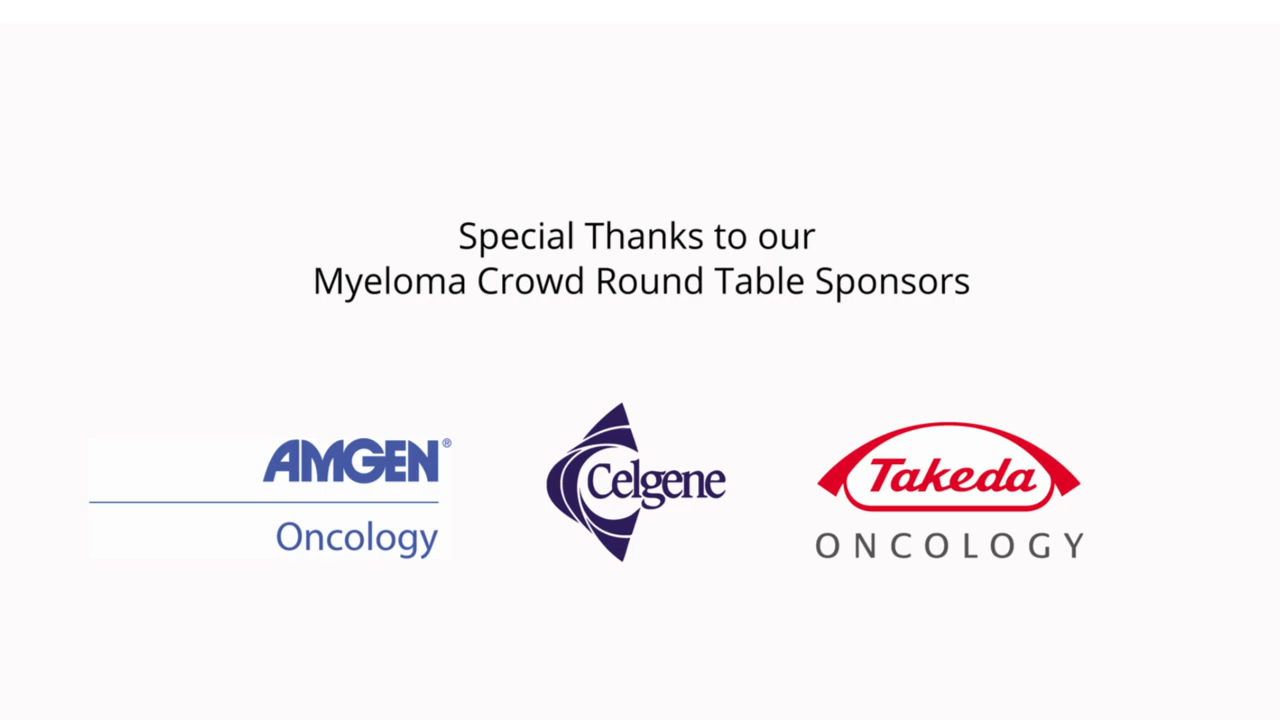 Special Thanks to our
Myeloma Crowd Round Table Sponsors
AMGEN®
Oncology
Celgene
Takeda
ONCOLOGY